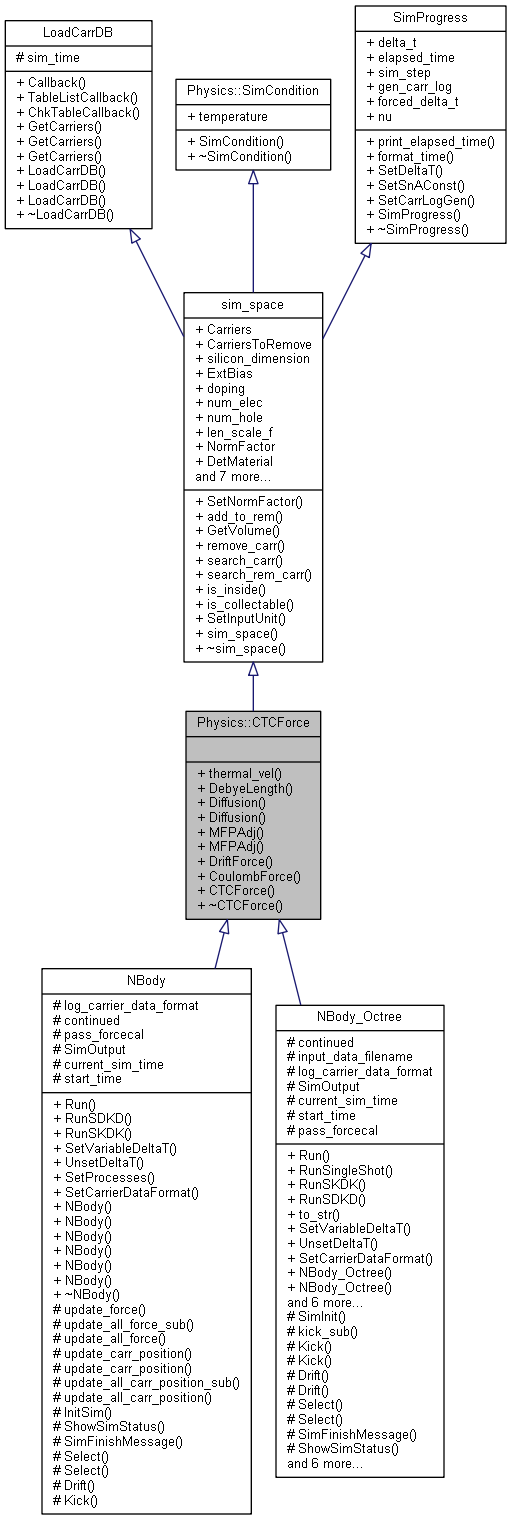 LoadCarrDB
# sim_time
+ Callback()
+ TableListCallback()
+ ChkTableCallback()
+ GetCarriers()
+ GetCarriers()
+ GetCarriers()
+ LoadCarrDB()
+ LoadCarrDB()
+ LoadCarrDB()
+ ~LoadCarrDB()
Physics::SimCondition
+ temperature
+ SimCondition()
+ ~SimCondition()
SimProgress
+ delta_t
+ elapsed_time
+ sim_step
+ gen_carr_log
+ forced_delta_t
+ nu
+ print_elapsed_time()
+ format_time()
+ SetDeltaT()
+ SetSnAConst()
+ SetCarrLogGen()
+ SimProgress()
+ ~SimProgress()
sim_space
+ Carriers
+ CarriersToRemove
+ silicon_dimension
+ ExtBias
+ doping
+ num_elec
+ num_hole
+ len_scale_f
+ NormFactor
+ DetMaterial
and 7 more...
+ SetNormFactor()
+ add_to_rem()
+ GetVolume()
+ remove_carr()
+ search_carr()
+ search_rem_carr()
+ is_inside()
+ is_collectable()
+ SetInputUnit()
+ sim_space()
+ ~sim_space()
Physics::CTCForce
+ thermal_vel()
+ DebyeLength()
+ Diffusion()
+ Diffusion()
+ MFPAdj()
+ MFPAdj()
+ DriftForce()
+ CoulombForce()
+ CTCForce()
+ ~CTCForce()
NBody
# log_carrier_data_format
# continued
# pass_forcecal
# SimOutput
# current_sim_time
# start_time
+ Run()
+ RunSDKD()
+ RunSKDK()
+ SetVariableDeltaT()
+ UnsetDeltaT()
+ SetProcesses()
+ SetCarrierDataFormat()
+ NBody()
+ NBody()
+ NBody()
+ NBody()
+ NBody()
+ NBody()
+ ~NBody()
# update_force()
# update_all_force_sub()
# update_all_force()
# update_carr_position()
# update_carr_position()
# update_all_carr_position_sub()
# update_all_carr_position()
# InitSim()
# ShowSimStatus()
# SimFinishMessage()
# Select()
# Select()
# Drift()
# Kick()
NBody_Octree
# continued
# input_data_filename
# log_carrier_data_format
# SimOutput
# current_sim_time
# start_time
# pass_forcecal
+ Run()
+ RunSingleShot()
+ RunSKDK()
+ RunSDKD()
+ to_str()
+ SetVariableDeltaT()
+ UnsetDeltaT()
+ SetCarrierDataFormat()
+ NBody_Octree()
+ NBody_Octree()
and 6 more...
# SimInit()
# kick_sub()
# Kick()
# Kick()
# Drift()
# Drift()
# Select()
# Select()
# SimFinishMessage()
# ShowSimStatus()
and 6 more...